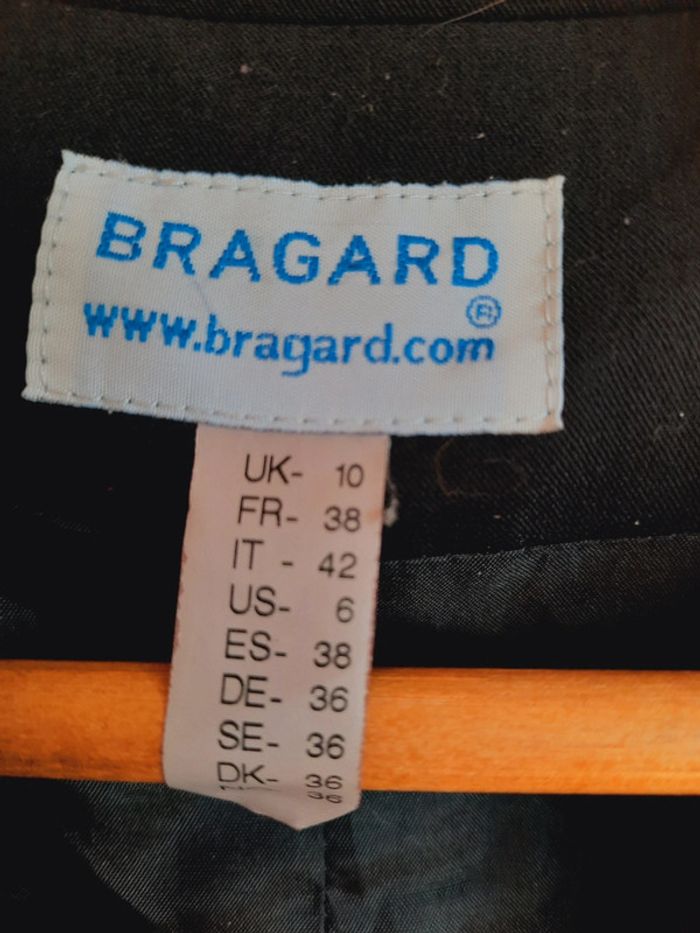 BRAGARD
®
www.bragard.com
UK- 10
FR- 38
IT - 42
US- 6
ES- 38
DE- 36
SE- 36
DK- 36
36